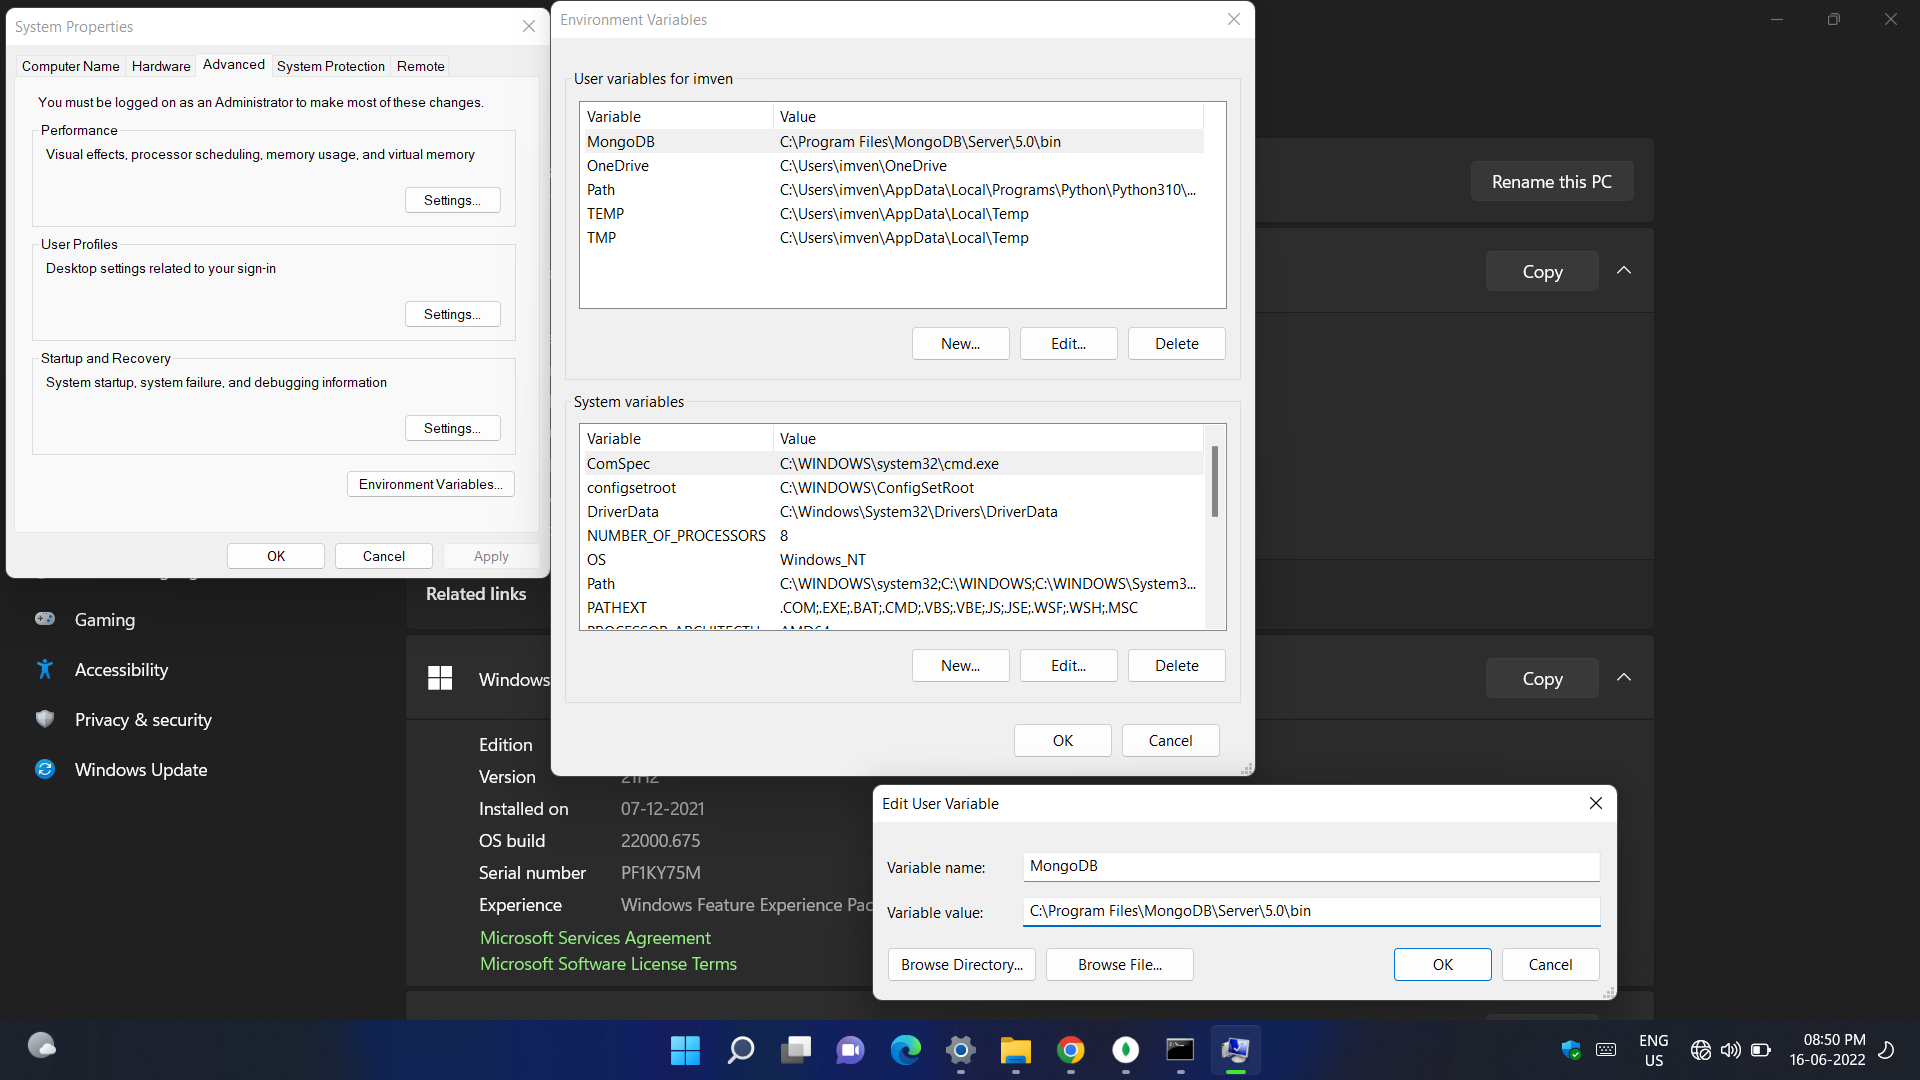 System Properties
Computer Name
Hardware
Advanced
System Protection
Remote
You must be logged on as an Administrator to make most of these changes.
Performance
Visual effects, processor scheduling, memory usage, and virtual memory
Settings...
User Profiles
Desktop settings related to your sign-in
Settings...
Startup and Recovery
System startup, system failure, and debugging information
Settings...
Environment Variables...
OK
Cancel
Apply
Environment Variables
User variables for imven
Variable Value
MongoDB C:\Program Files\MongoDB\Server\5.0\bin
OneDrive C:\Users\imven\OneDrive
Path C:\Users\imven\AppData\Local\Programs\Python\Python310\...
TEMP C:\Users\imven\AppData\Local\Temp
TMP C:\Users\imven\AppData\Local\Temp
New...
Edit...
Delete
System variables
Variable Value
ComSpec C:\WINDOWS\system32\cmd.exe
configsetroot C:\WINDOWS\ConfigSetRoot
DriverData C:\Windows\System32\Drivers\DriverData
NUMBER_OF_PROCESSORS 8
OS Windows_NT
Path C:\WINDOWS\system32;C:\WINDOWS;C:\WINDOWS\System3...
PATHEXT .COM;.EXE;.BAT;.CMD;.VBS;.VBE;.JS;.JSE;.WSF;.WSH;.MSC
New...
Edit...
Delete
OK
Cancel
Rename this PC
Copy
Gaming
Accessibility
Privacy & security
Windows Update
Related links
Windows
Copy
Edition
Version 21H2
Installed on 07-12-2021
OS build 22000.675
Serial number PF1KY75M
Experience Windows Feature Experience Pac
Microsoft Services Agreement
Microsoft Software License Terms
Edit User Variable
Variable name: MongoDB
Variable value: C:\Program Files\MongoDB\Server\5.0\bin
Browse Directory...
Browse File...
OK
Cancel
ENG
US
08:50 PM
16-06-2022